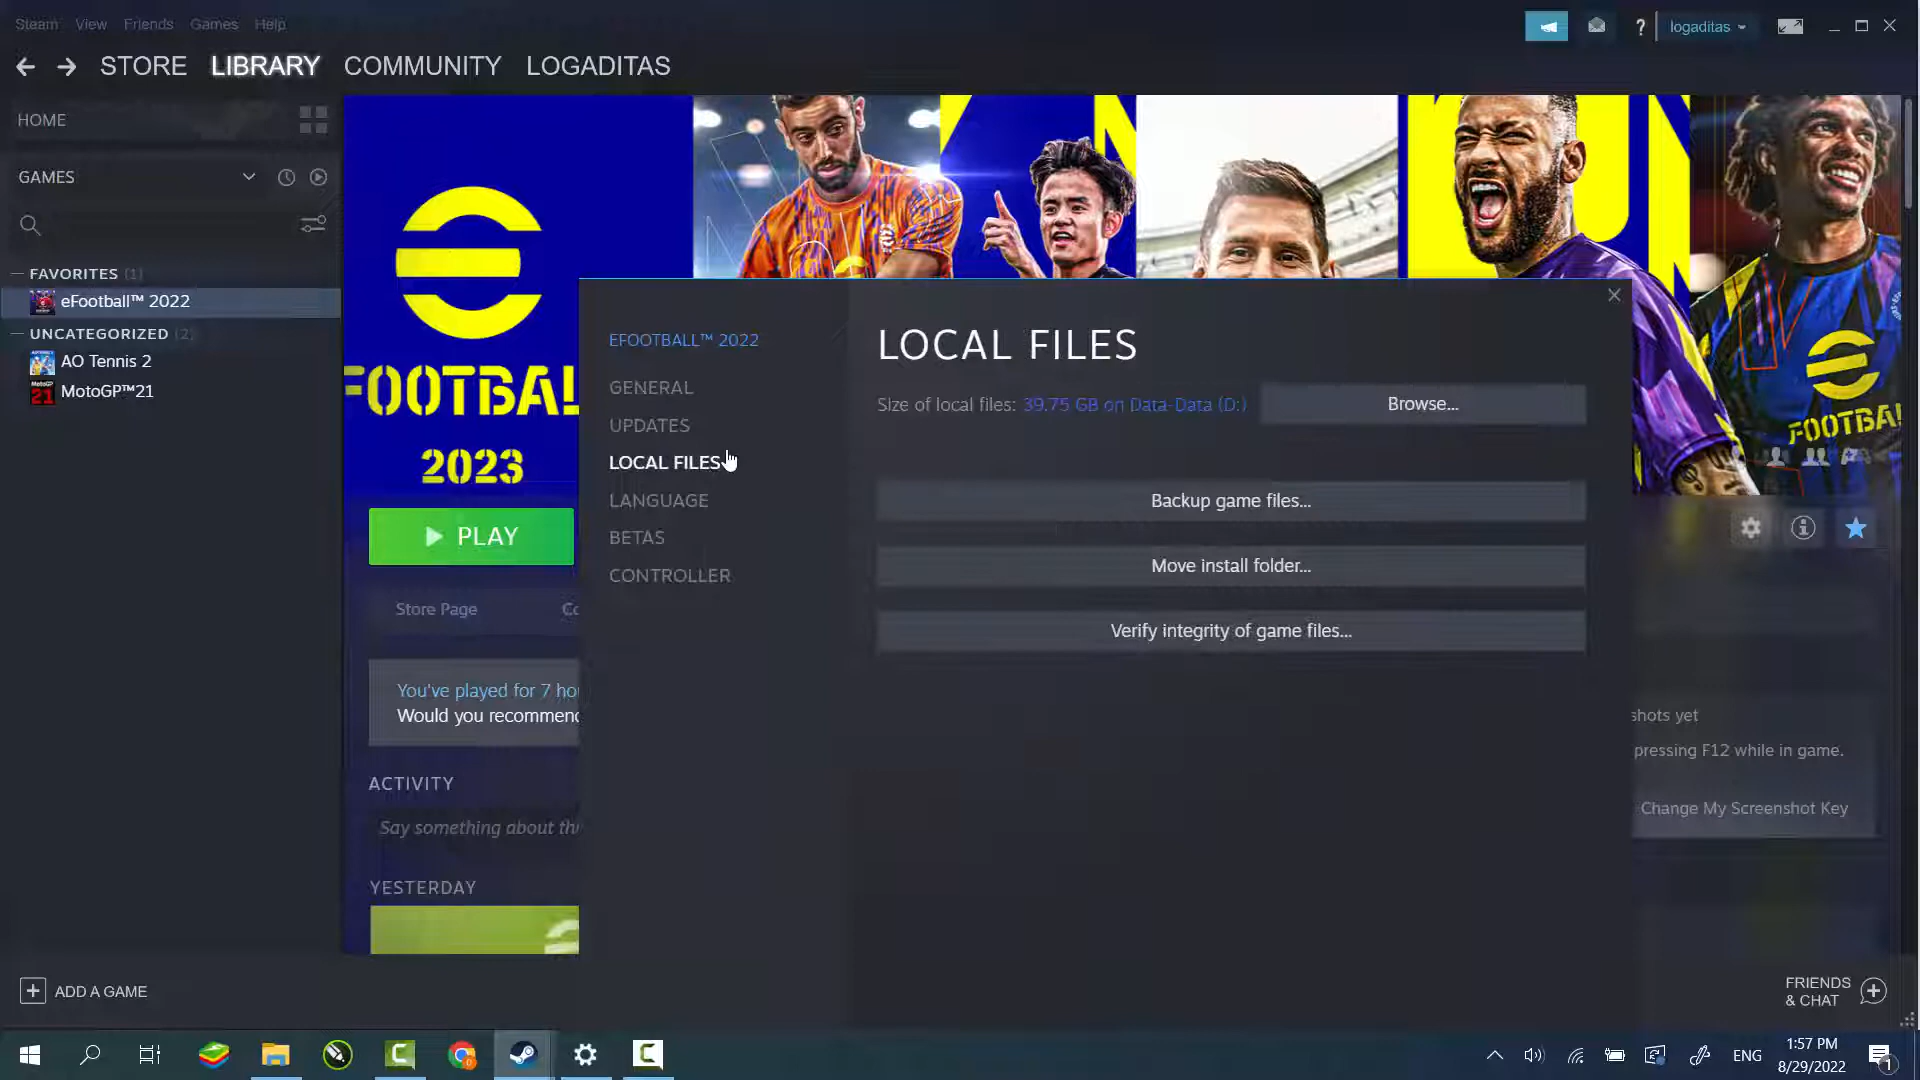 Steam View Friends Games Help
logaditas
STORE LIBRARY COMMUNITY LOGADITAS
HOME
GAMES
FAVORITES (1)
eFootball™ 2022
UNCATEGORIZED (2)
AO Tennis 2
MotoGP™21
FOOTBAL
2023
PLAY
Store Page
You've played for 7 ho
Would you recommend
ACTIVITY
Say something about thi
YESTERDAY
EFOOTBALL™ 2022
GENERAL
UPDATES
LOCAL FILES
LANGUAGE
BETAS
CONTROLLER
LOCAL FILES
Size of local files: 39.75 GB on Data-Data (D:)
Browse...
Backup game files...
Move install folder...
Verify integrity of game files...
FOOTBAL
shots yet
pressing F12 while in game.
Change My Screenshot Key
ADD A GAME
FRIENDS
& CHAT
ENG
1:57 PM
8/29/2022
1